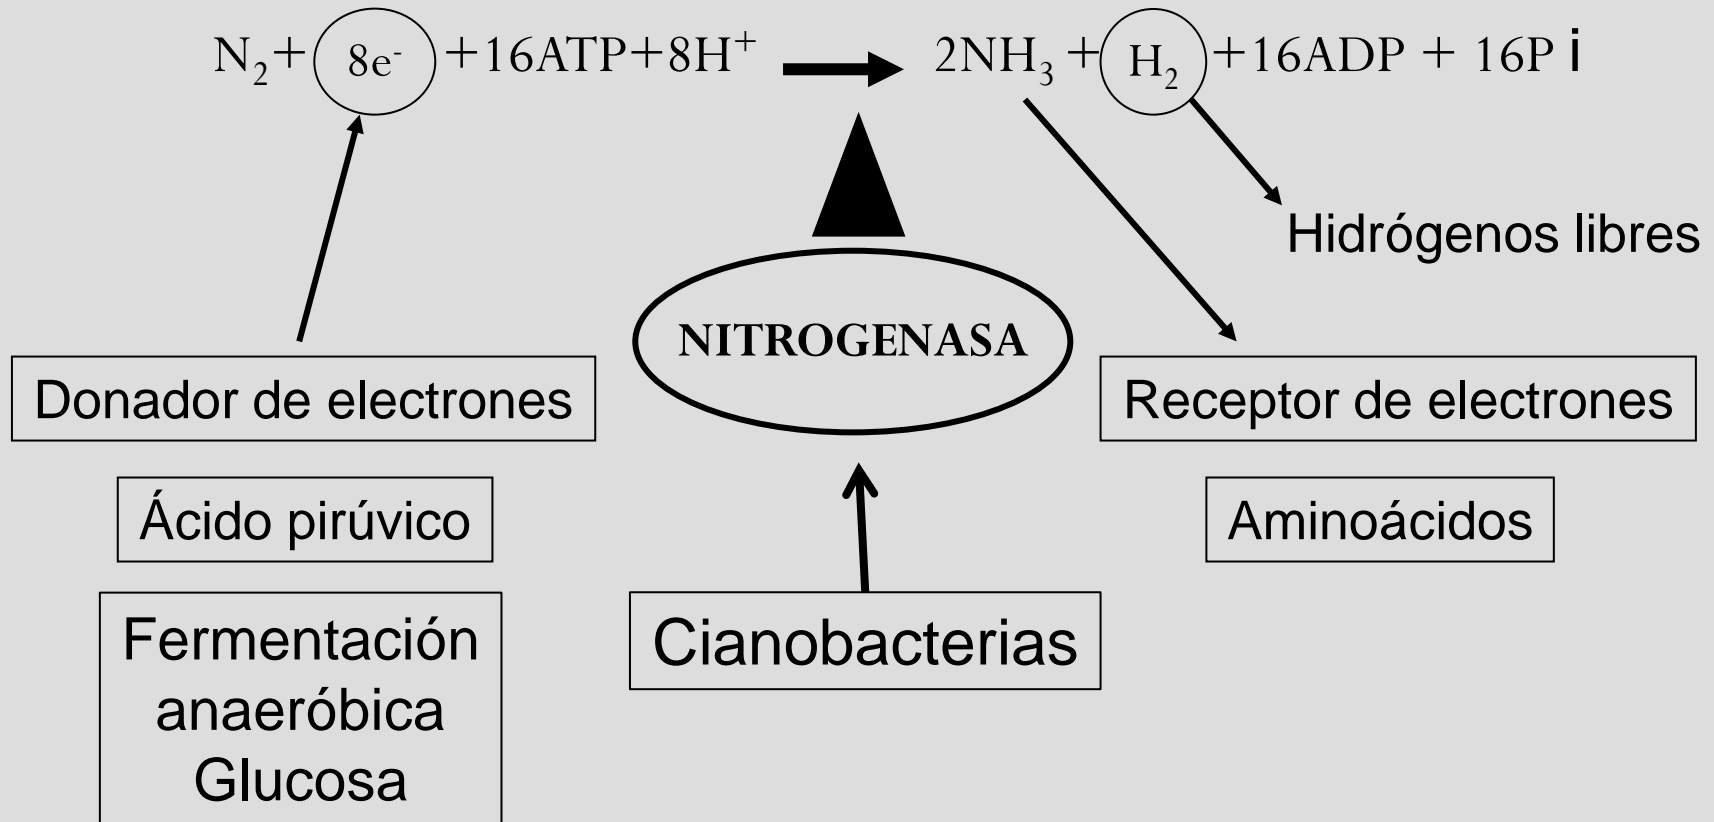 N₂+ 8e⁻ +16ATP+8H⁺ 2NH₃ + H₂ +16ADP + 16P i
Hidrógenos libres
NITROGENASA
Donador de electrones
Receptor de electrones
Ácido pirúvico
Aminoácidos
Fermentación
anaeróbica
Glucosa
Cianobacterias